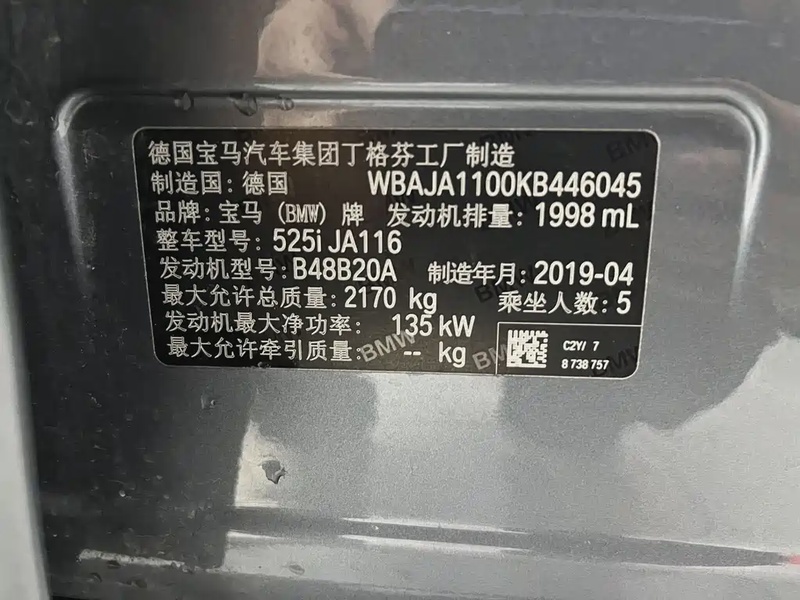 德国宝马汽车集团丁格芬工厂制造
制造国: 德国 WBAJA1100KB446045
品牌: 宝马 (BMW) 牌 发动机排量: 1998 mL
整车型号: 525i JA116
发动机型号: B48B20A 制造年月: 2019-04
最大允许总质量: 2170 kg 乘坐人数: 5
发动机最大净功率: 135 kW
最大允许牵引质量: -- kg
C2Y/ 7
8 738 757